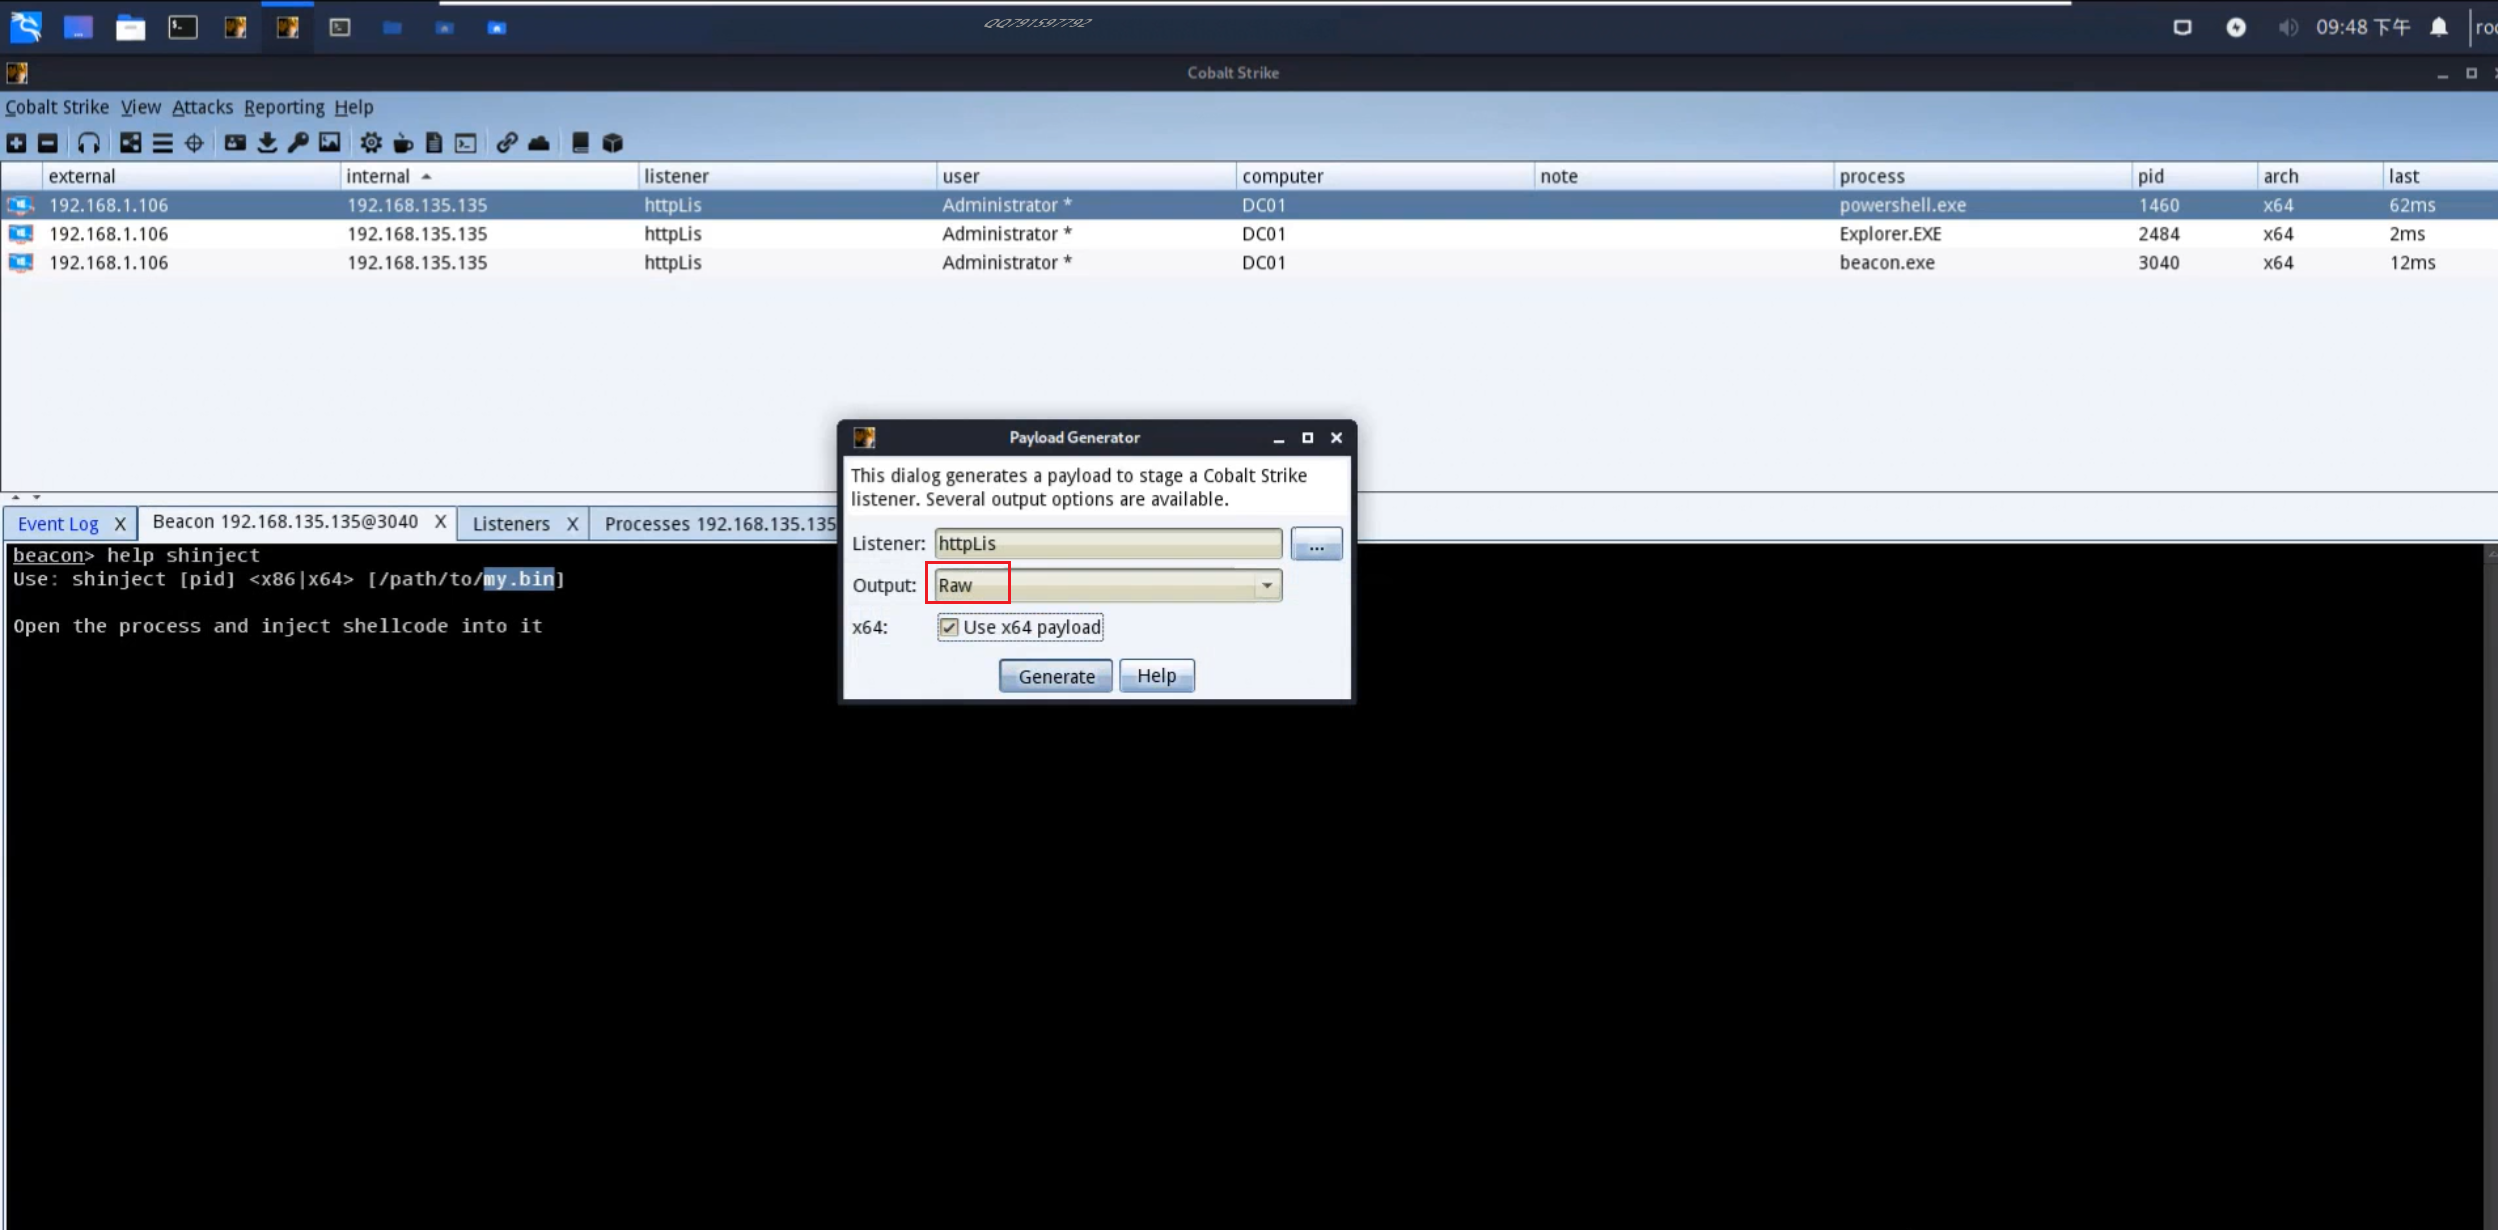 QQ791597792
09:48 下午
Cobalt Strike
Cobalt Strike View Attacks Reporting Help
external internal listener user computer note process pid arch last
192.168.1.106 192.168.135.135 httpLis Administrator * DC01 powershell.exe 1460 x64 62ms
192.168.1.106 192.168.135.135 httpLis Administrator * DC01 Explorer.EXE 2484 x64 2ms
192.168.1.106 192.168.135.135 httpLis Administrator * DC01 beacon.exe 3040 x64 12ms
Payload Generator
This dialog generates a payload to stage a Cobalt Strike
listener. Several output options are available.
Listener: httpLis ...
Output: Raw
x64: Use x64 payload
Generate Help
Event Log X Beacon 192.168.135.135@3040 X Listeners X Processes 192.168.135.135
beacon> help shinject
Use: shinject [pid] <x86|x64> [/path/to/my.bin]
Open the process and inject shellcode into it